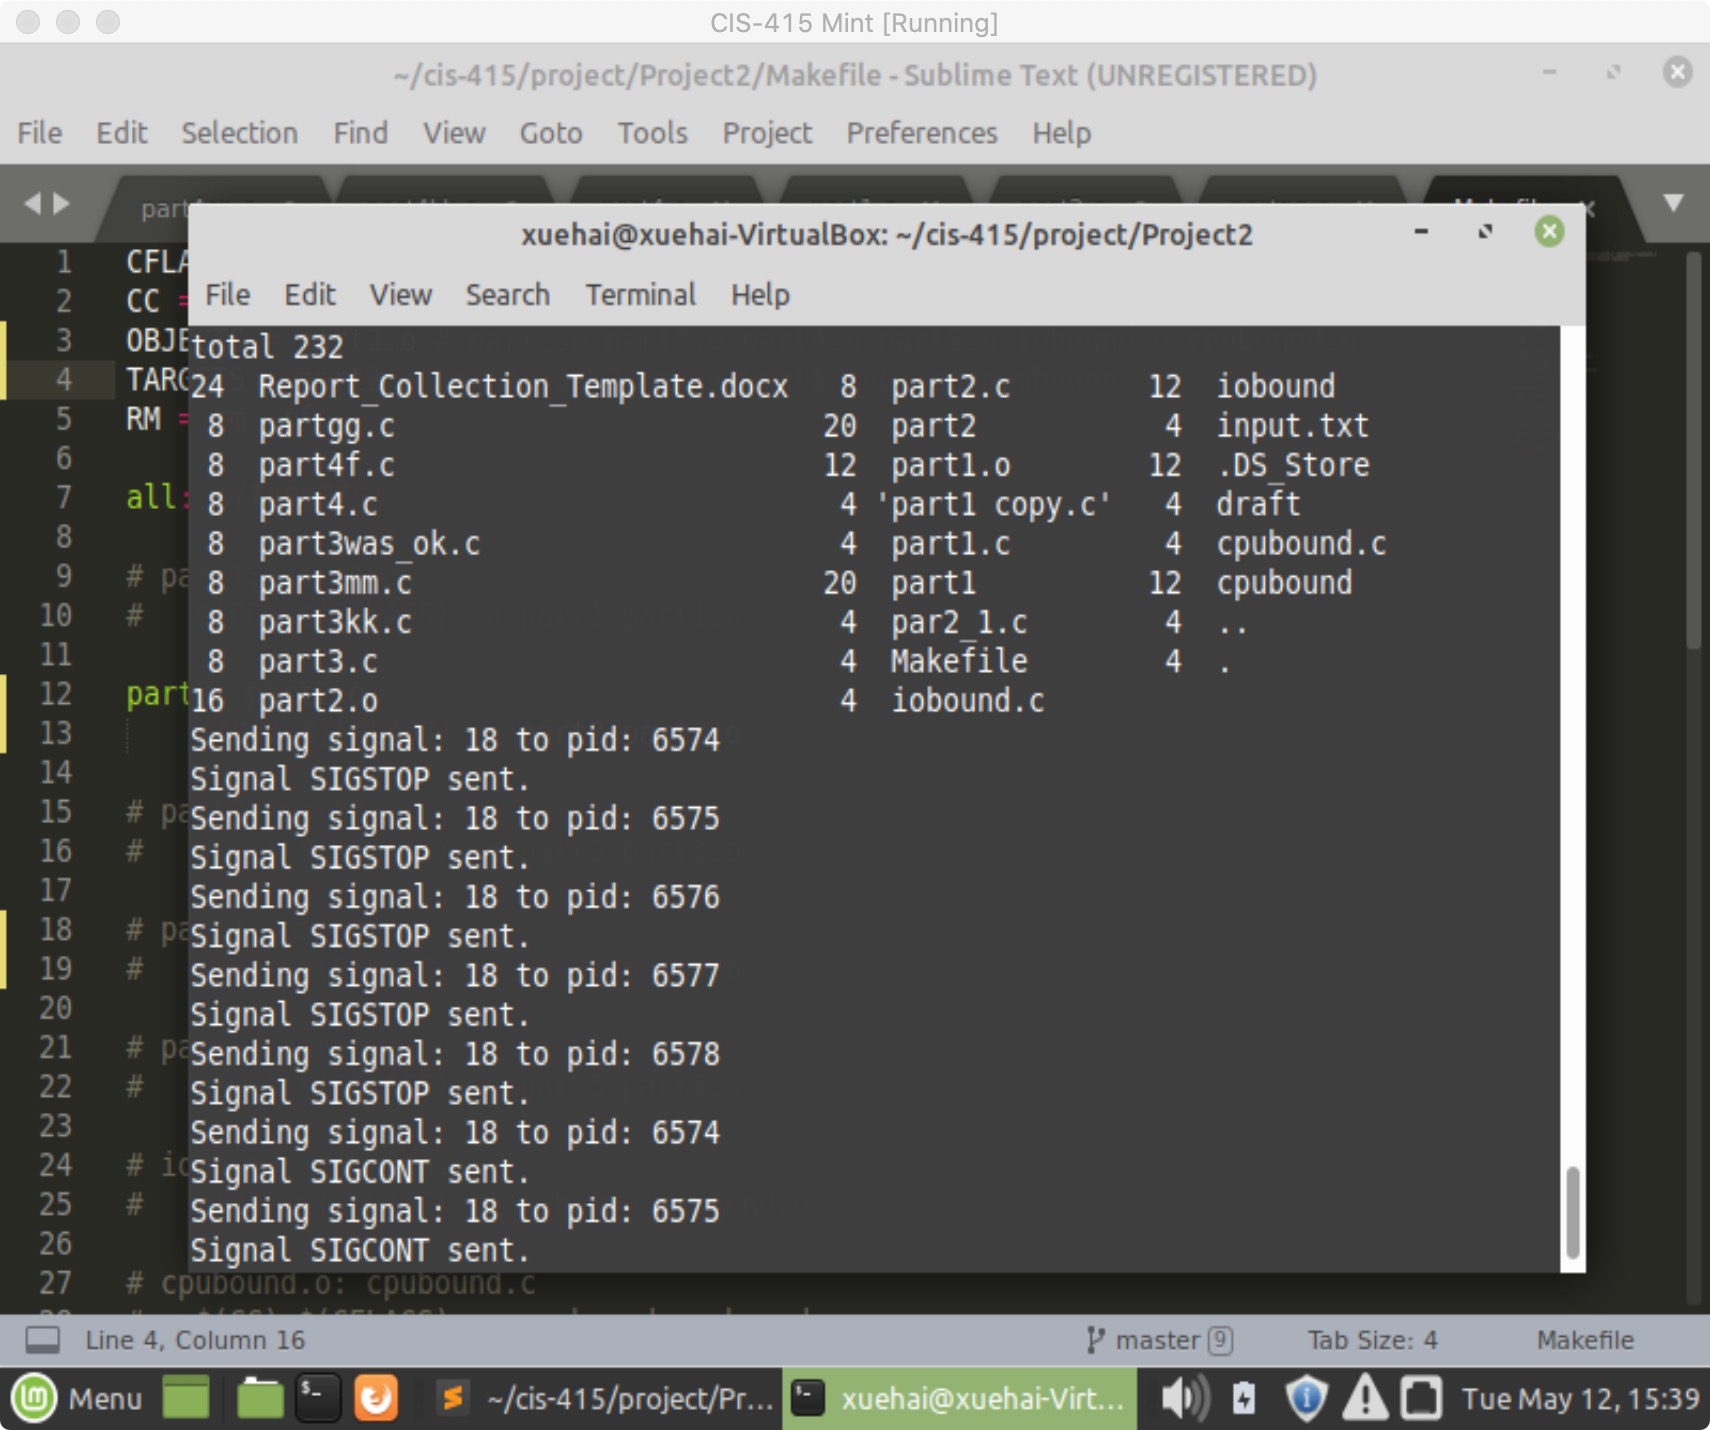 CIS-415 Mint [Running]
~/cis-415/project/Project2/Makefile - Sublime Text (UNREGISTERED)
File Edit Selection Find View Goto Tools Project Preferences Help
xuehai@xuehai-VirtualBox: ~/cis-415/project/Project2
File Edit View Search Terminal Help
total 232
24 Report_Collection_Template.docx 8 part2.c 12 iobound
8 partgg.c 20 part2 4 input.txt
8 part4f.c 12 part1.o 12 .DS_Store
8 part4.c 4 'part1 copy.c' 4 draft
8 part3was_ok.c 4 part1.c 4 cpubound.c
8 part3mm.c 20 part1 12 cpubound
8 part3kk.c 4 par2_1.c 4 ..
8 part3.c 4 Makefile 4 .
16 part2.o 4 iobound.c
Sending signal: 18 to pid: 6574
Signal SIGSTOP sent.
Sending signal: 18 to pid: 6575
Signal SIGSTOP sent.
Sending signal: 18 to pid: 6576
Signal SIGSTOP sent.
Sending signal: 18 to pid: 6577
Signal SIGSTOP sent.
Sending signal: 18 to pid: 6578
Signal SIGSTOP sent.
Sending signal: 18 to pid: 6574
Signal SIGCONT sent.
Sending signal: 18 to pid: 6575
Signal SIGCONT sent.
1 CFLA
2 CC =
3 OBJE
4 TARG
5 RM =
6
7 all:
8
9 # pa
10 #
11
12 part
13
14
15 # pa
16 #
17
18 # pa
19 #
20
21 # pa
22 #
23
24 # io
25 #
26
27 # cpubound.o: cpubound.c
Line 4, Column 16 master 9 Tab Size: 4 Makefile
Menu ~/cis-415/project/Pr... xuehai@xuehai-Virt... Tue May 12, 15:39